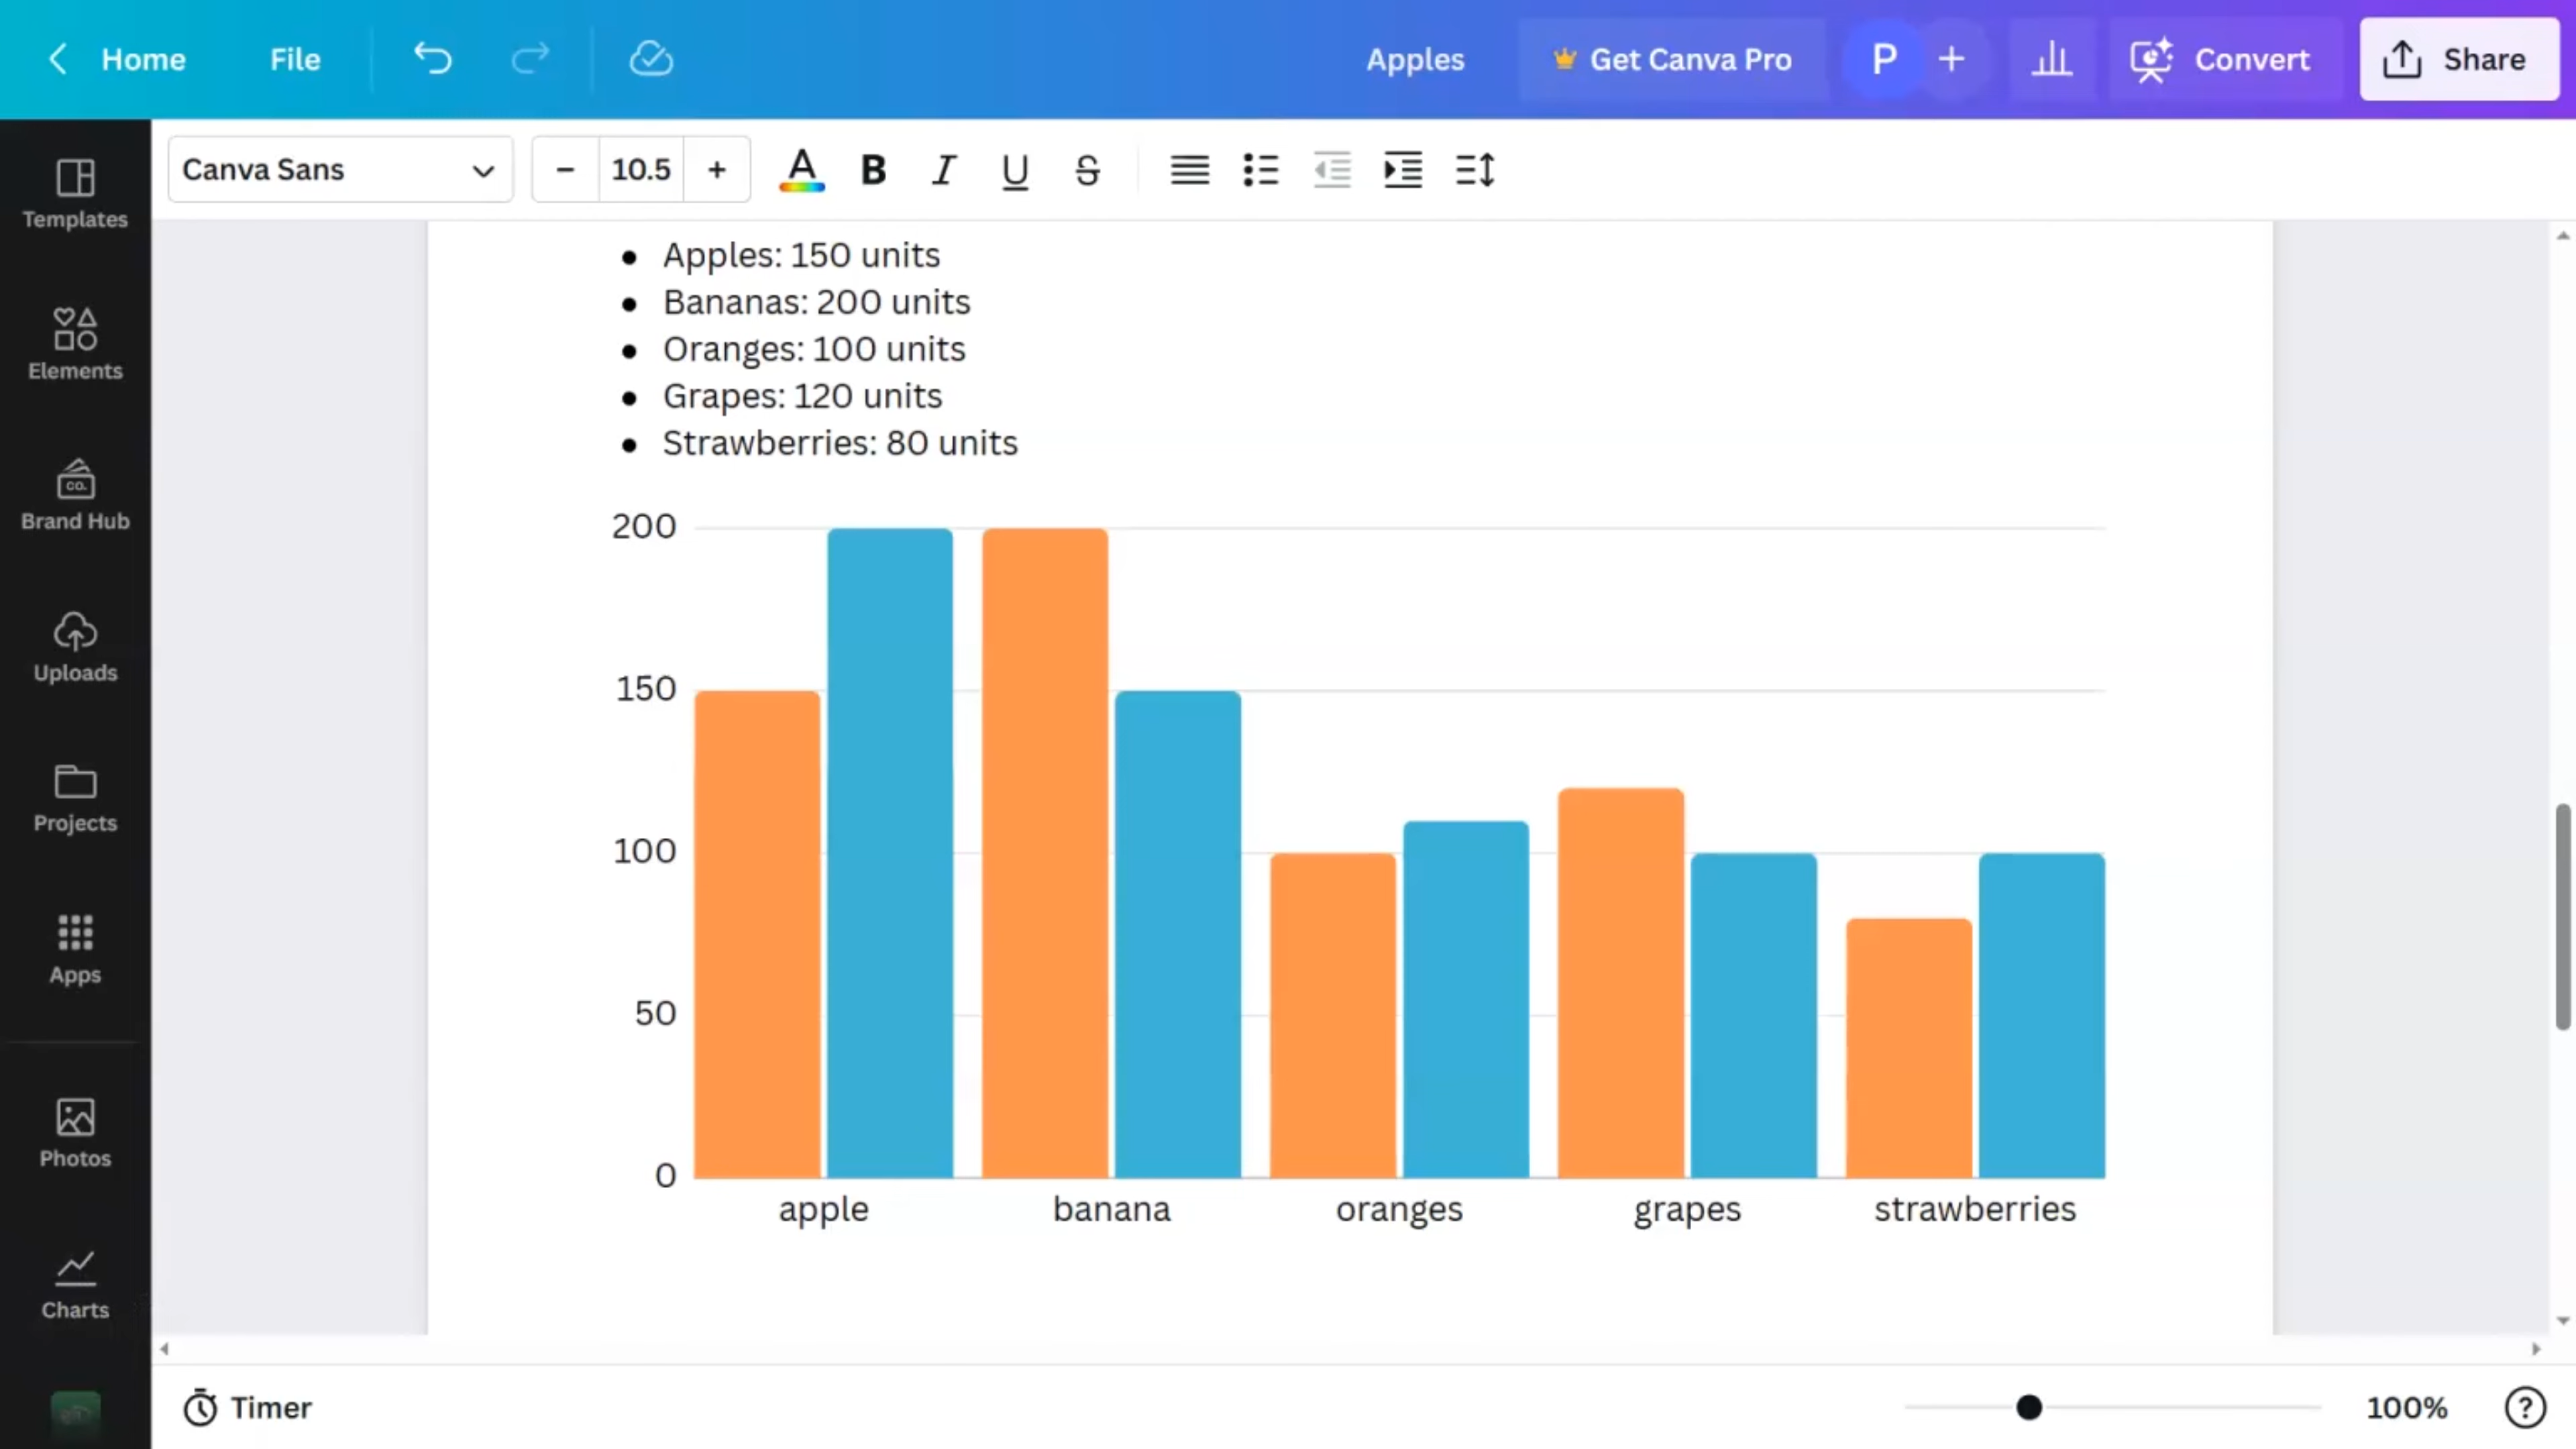 Home File Apples Get Canva Pro P + Convert Share
Canva Sans - 10.5 + A B I U S
Templates
Elements
CO.
Brand Hub
Uploads
Projects
Apps
Photos
Charts
• Apples: 150 units
• Bananas: 200 units
• Oranges: 100 units
• Grapes: 120 units
• Strawberries: 80 units
200
150
100
50
0
apple banana oranges grapes strawberries
Timer 100% ?